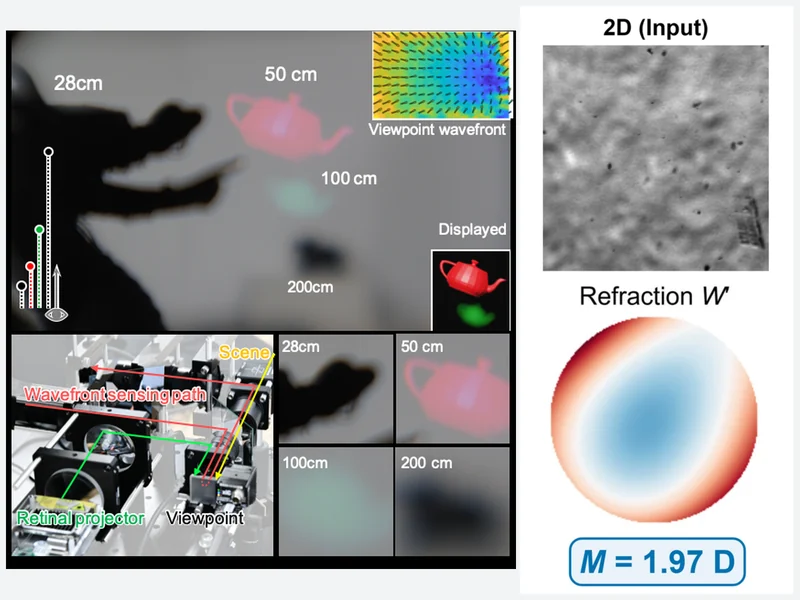 28cm
50 cm
Viewpoint wavefront
100 cm
Displayed
200cm
Scene
Wavefront sensing path
Retinal projector
Viewpoint
28cm
50 cm
100cm
200 cm
2D (Input)
Refraction W'
M = 1.97 D